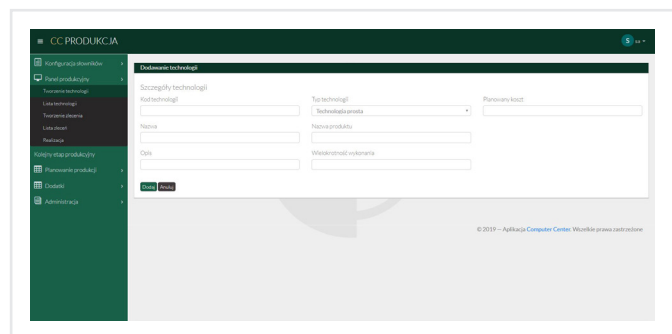 CC PRODUKCJA
S sa
Konfiguracja słowników
Panel produkcyjny
Tworzenie technologii
Lista technologii
Tworzenie zlecenia
Lista zleceń
Realizacja
Kolejny etap produkcyjny
Planowanie produkcji
Dodatki
Administracja
Dodawanie technologii
Szczegóły technologii
Kod technologii
Typ technologii
Planowany koszt
Technologia prosta
Nazwa
Nazwa produktu
Opis
Wielokrotność wykonania
Dodaj Anuluj
© 2019 — Aplikacja Computer Center. Wszelkie prawa zastrzeżone